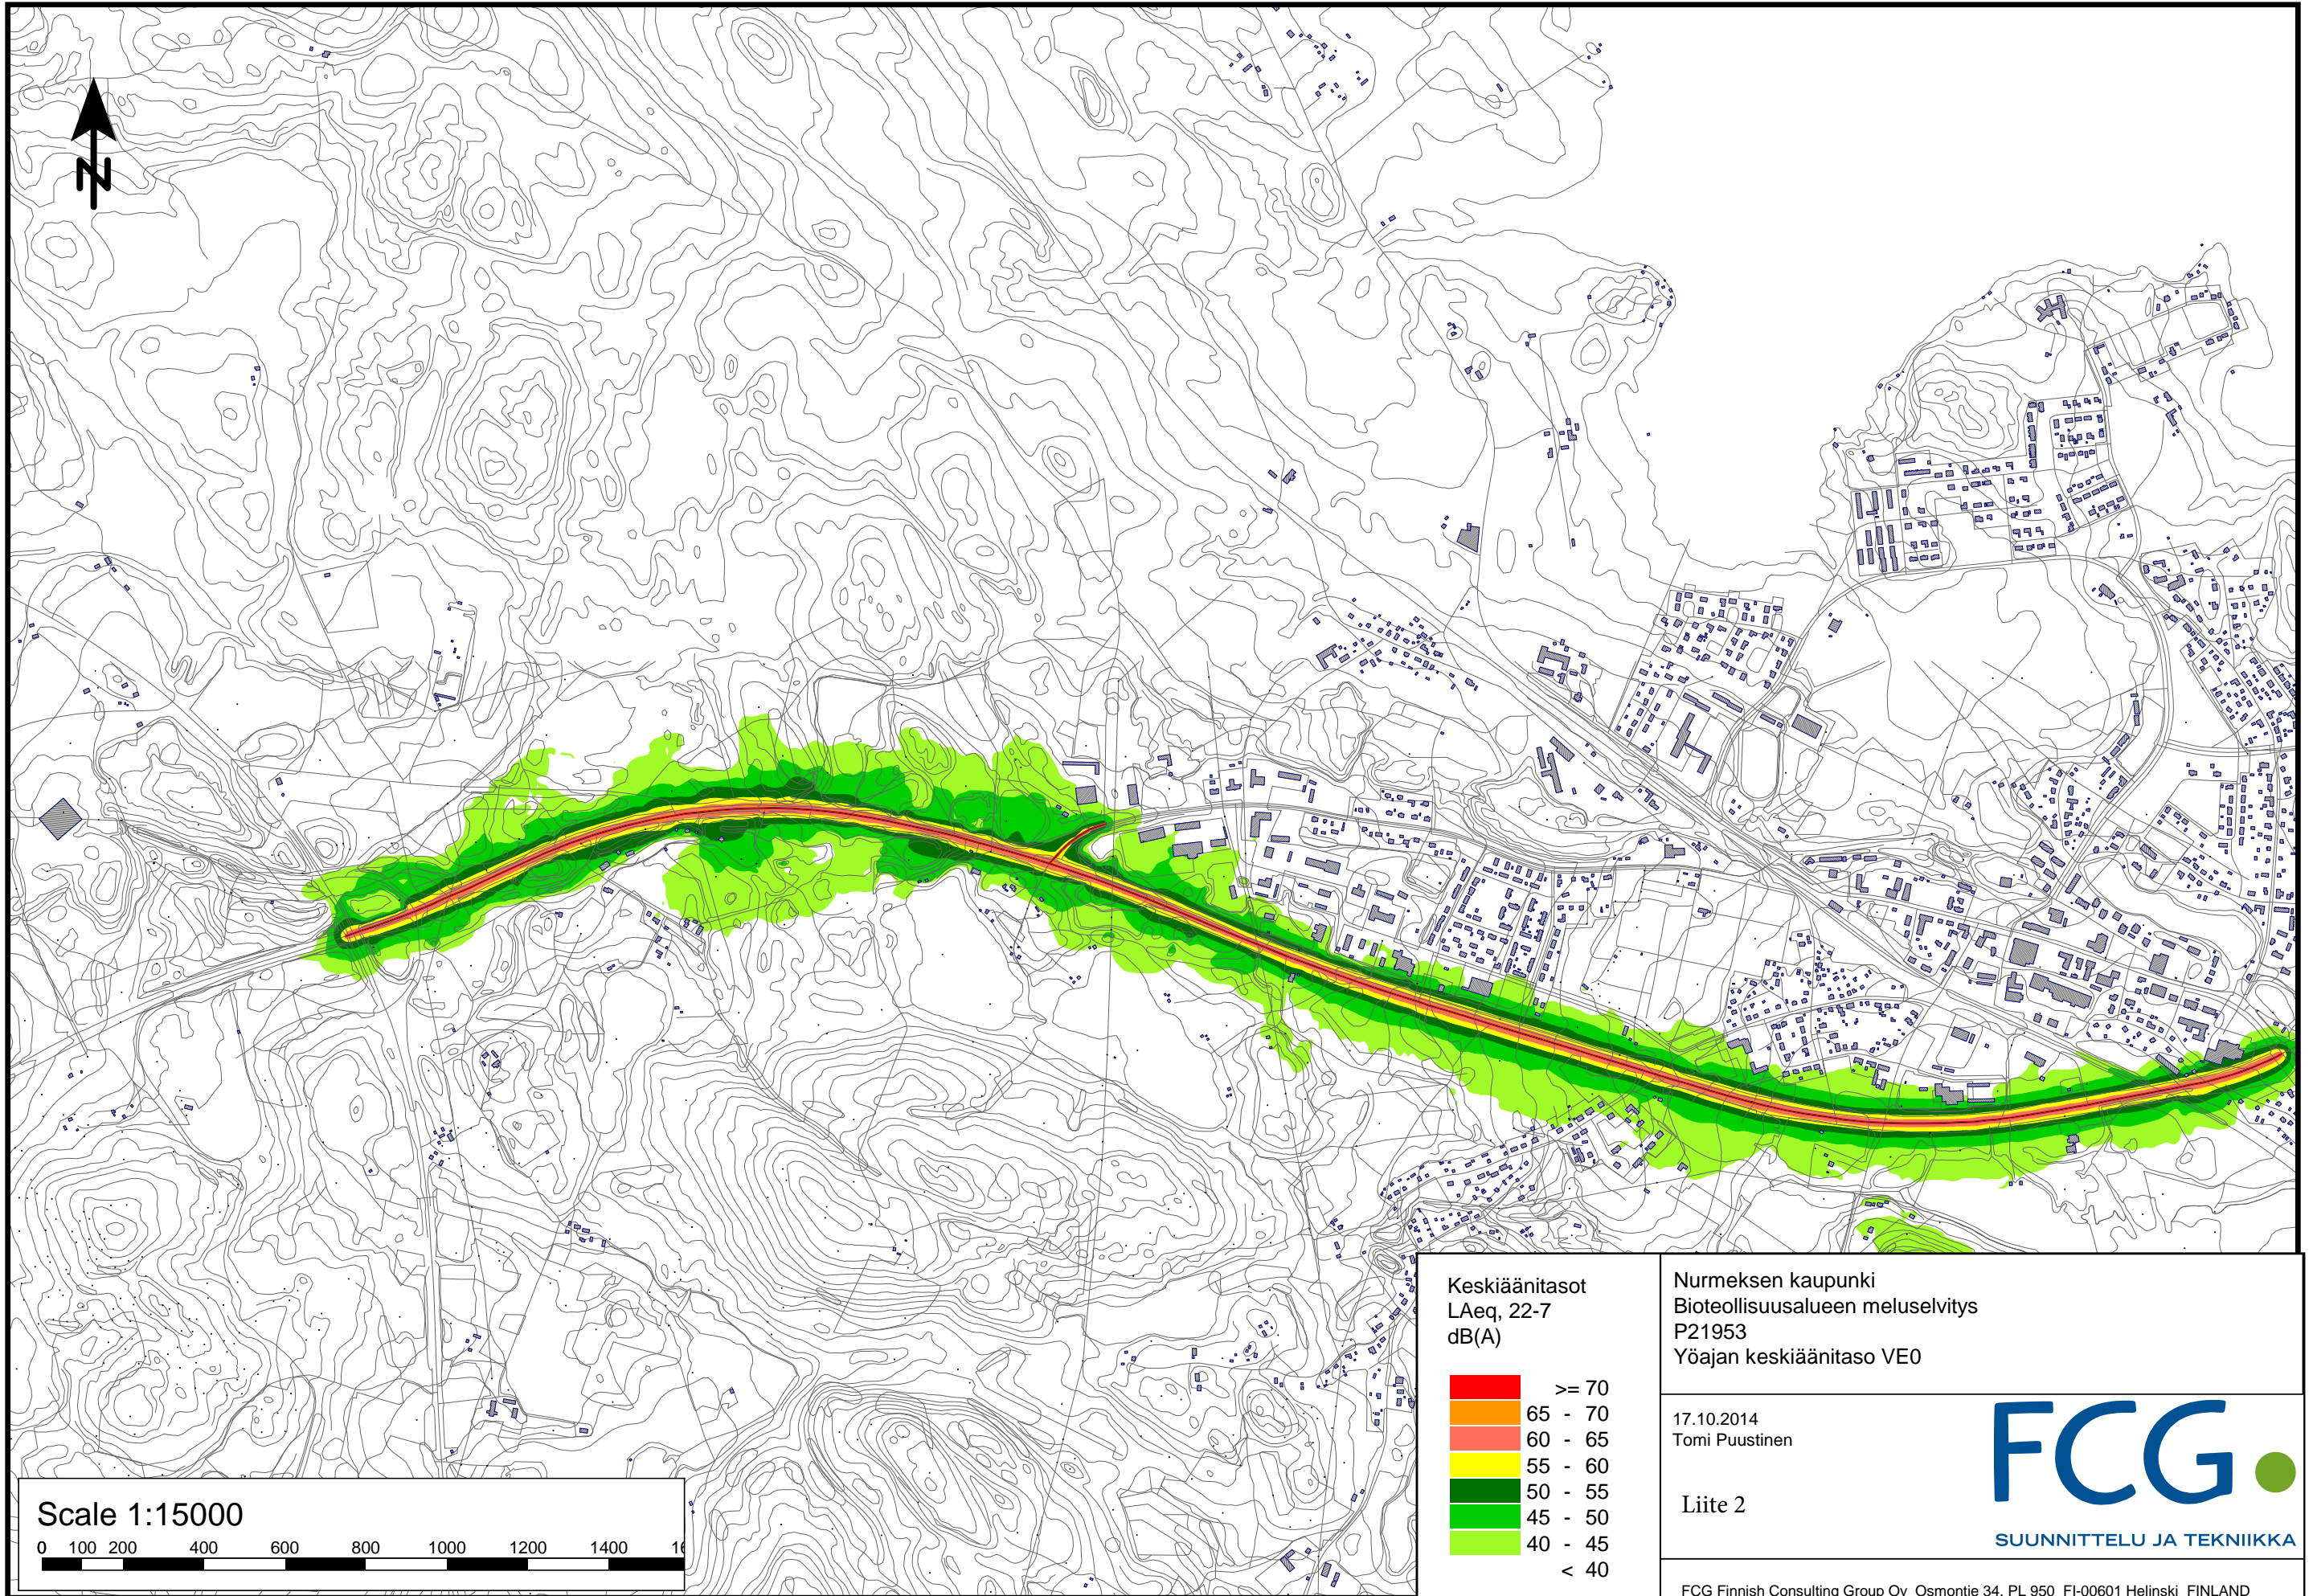 N
Scale 1:15000
0 100 200 400 600 800 1000 1200 1400 16
Keskiäänitasot
LAeq, 22-7
dB(A)
>= 70
65 - 70
60 - 65
55 - 60
50 - 55
45 - 50
40 - 45
< 40
Nurmeksen kaupunki
Bioteollisuusalueen meluselvitys
P21953
Yöajan keskiäänitaso VE0
17.10.2014
Tomi Puustinen
Liite 2
FCG
SUUNNITTELU JA TEKNIIKKA
FCG Finnish Consulting Group Oy Osmontie 34, PL 950 FI-00601 Helinski FINLAND